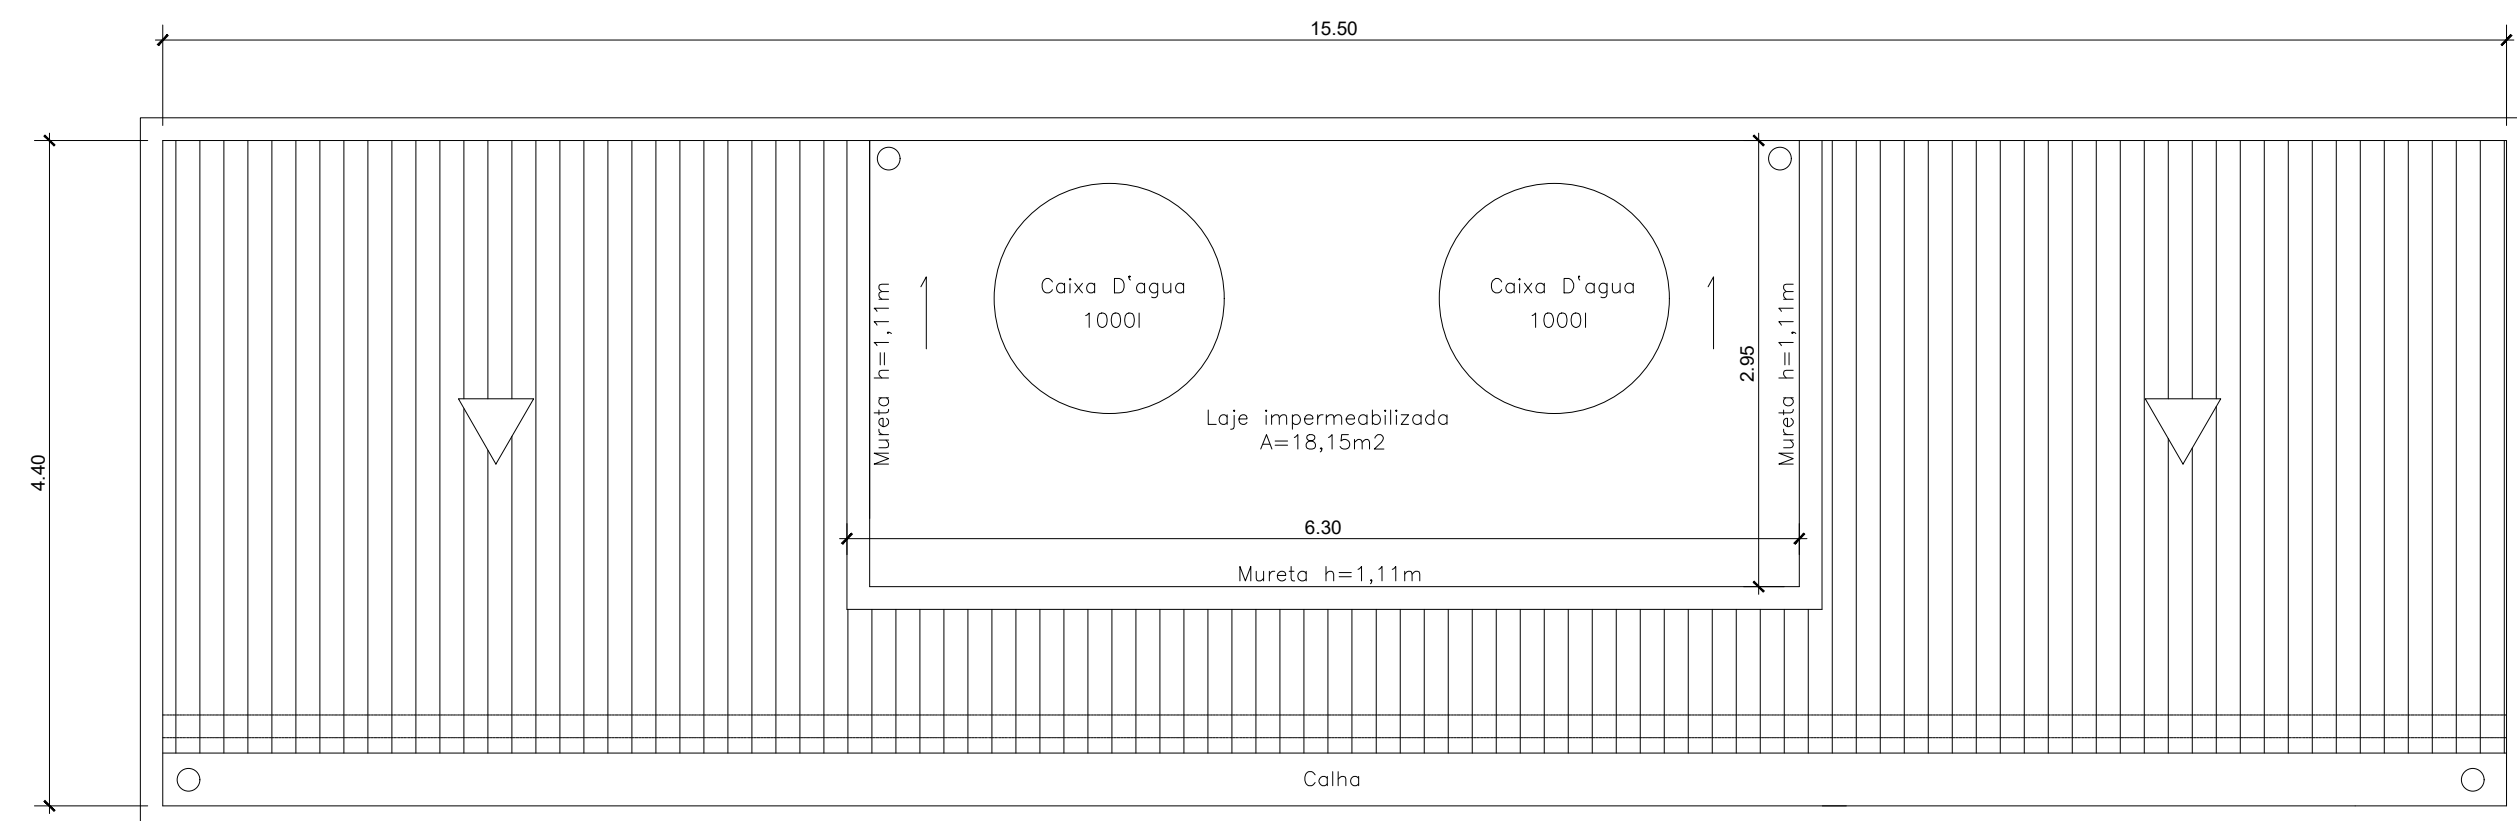 15.50
Caixa D'agua
1000l
Caixa D'agua
1000l
Mureta h=1,11m
Mureta h=1,11m
2.95
Laje impermeabilizada
A=18,15m2
4.40
6.30
Mureta h=1,11m
Calha